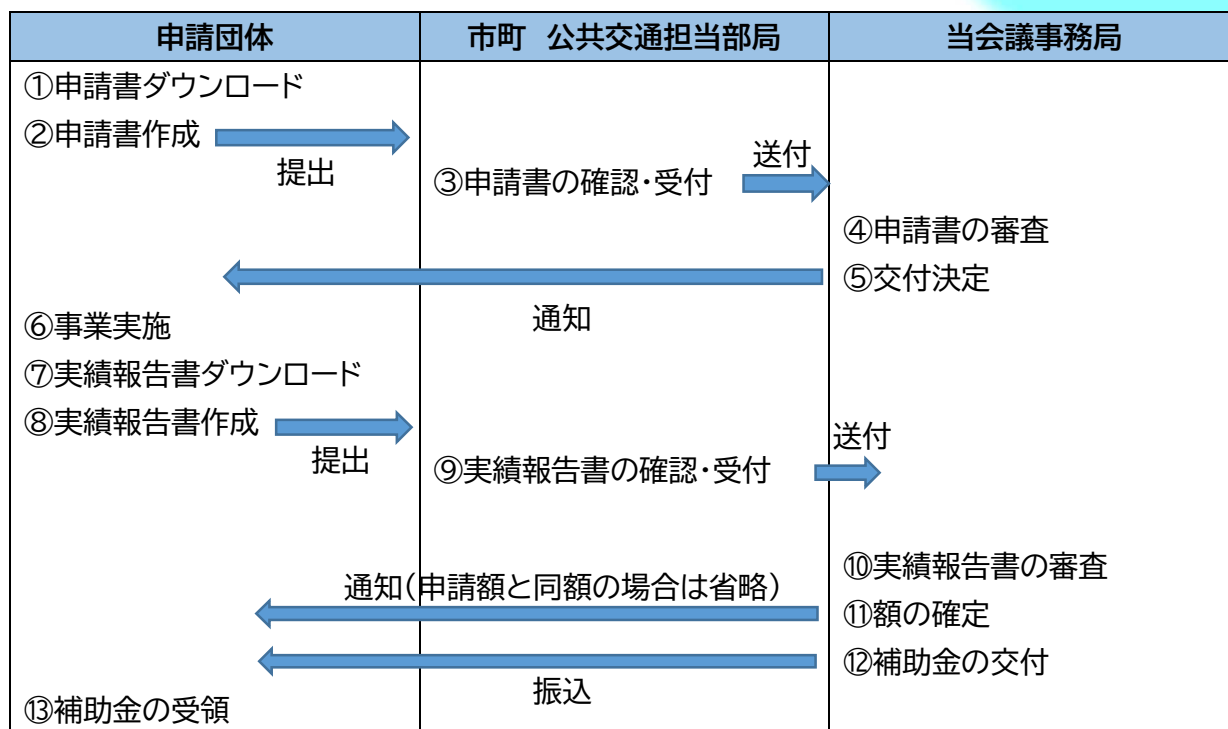 申請団体
市町 公共交通担当部局
当会議事務局
①申請書ダウンロード
②申請書作成
提出
③申請書の確認・受付
送付
④申請書の審査
⑤交付決定
通知
⑥事業実施
⑦実績報告書ダウンロード
⑧実績報告書作成
提出
⑨実績報告書の確認・受付
送付
⑩実績報告書の審査
通知(申請額と同額の場合は省略)
⑪額の確定
⑫補助金の交付
振込
⑬補助金の受領